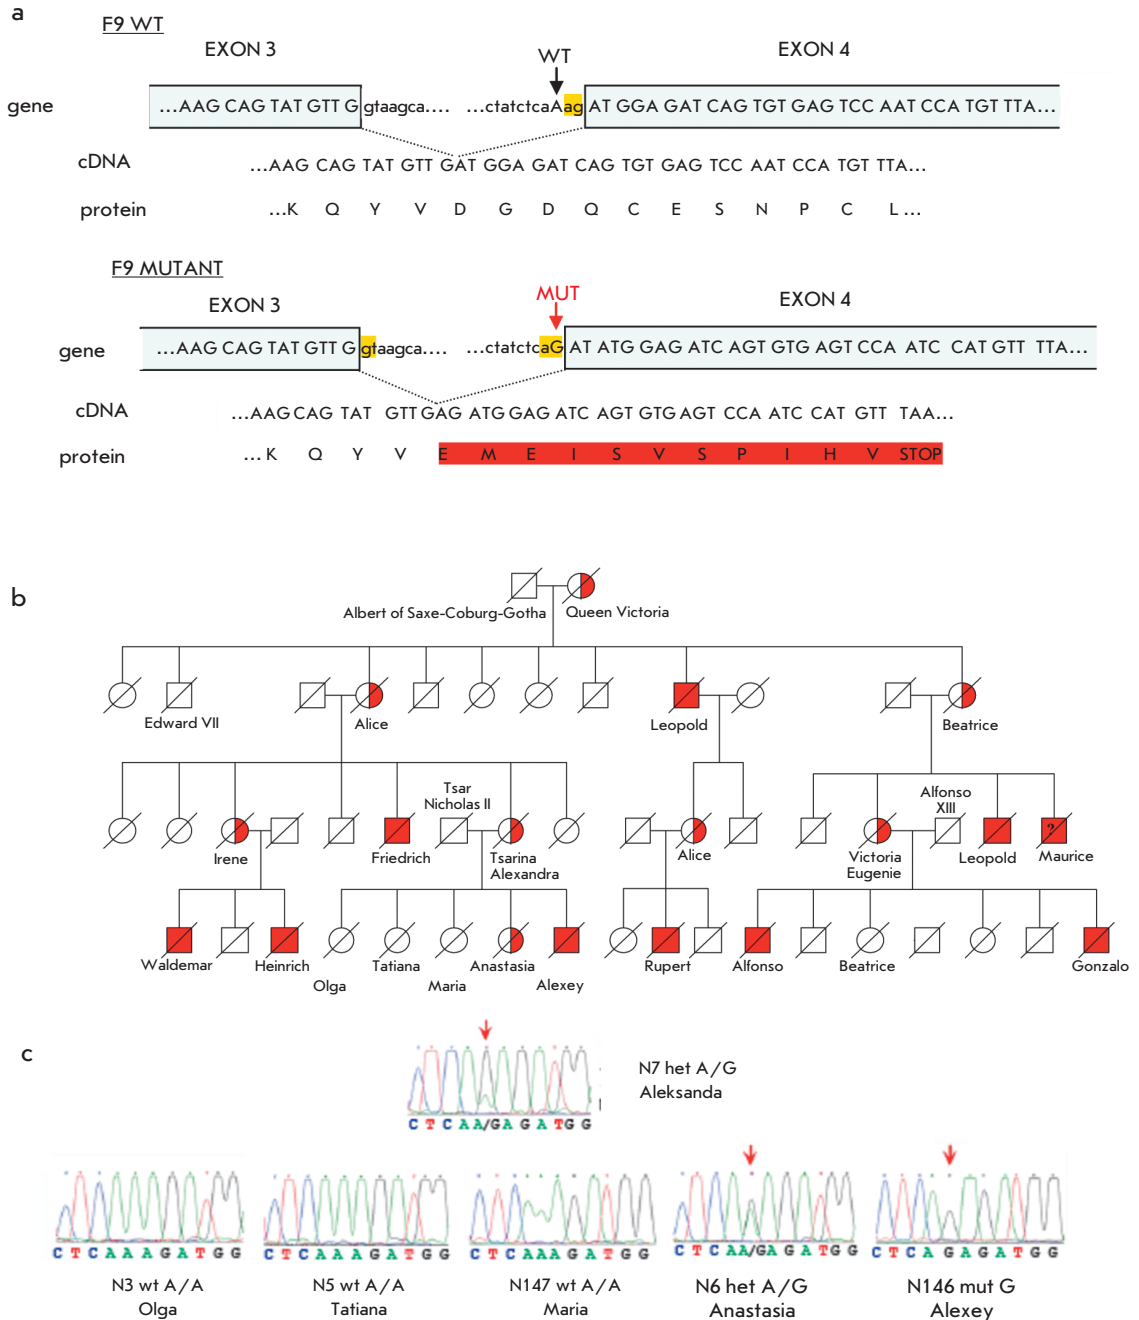 a
F9 WT
EXON 3
WT
EXON 4
gene
...AAG CAG TAT GTT G gtaagca.... ...ctatctcaAag AT GGA GAT CAG TGT GAG TCC AAT CCA TGT TTA...
cDNA
...AAG CAG TAT GTT GAT GGA GAT CAG TGT GAG TCC AAT CCA TGT TTA...
protein
...K Q Y V D G D Q C E S N P C L...
F9 MUTANT
EXON 3
MUT
EXON 4
gene
...AAG CAG TAT GTT G gtaagca.... ...ctatctcaG AT ATG GAG ATC AGT GTG AGT CCA ATC CAT GTT TTA...
cDNA
...AAG CAG TAT GTT GAG ATG GAG ATC AGT GTG AGT CCA ATC CAT GTT TAA...
protein
...K Q Y V E M E I S V S P I H V STOP
b
Albert of Saxe-Coburg-Gotha
Queen Victoria
Edward VII
Alice
Leopold
Beatrice
Tsar
Nicholas II
Alfonso
XIII
Irene
Friedrich
Tsarina
Alexandra
Alice
Victoria
Eugenie
Leopold
?
Maurice
Waldemar
Heinrich
Olga
Tatiana
Maria
Anastasia
Alexey
Rupert
Alfonso
Beatrice
Gonzalo
c
CTCAA/GAGATGG
N7 het A/G
Aleksanda
CTCAAAGATGG
CTCAAAGATGG
CTCAAAGATGG
CTCAA/GAGATGG
CTCAGAGATGG
N3 wt A/A
Olga
N5 wt A/A
Tatiana
N147 wt A/A
Maria
N6 het A/G
Anastasia
N146 mut G
Alexey